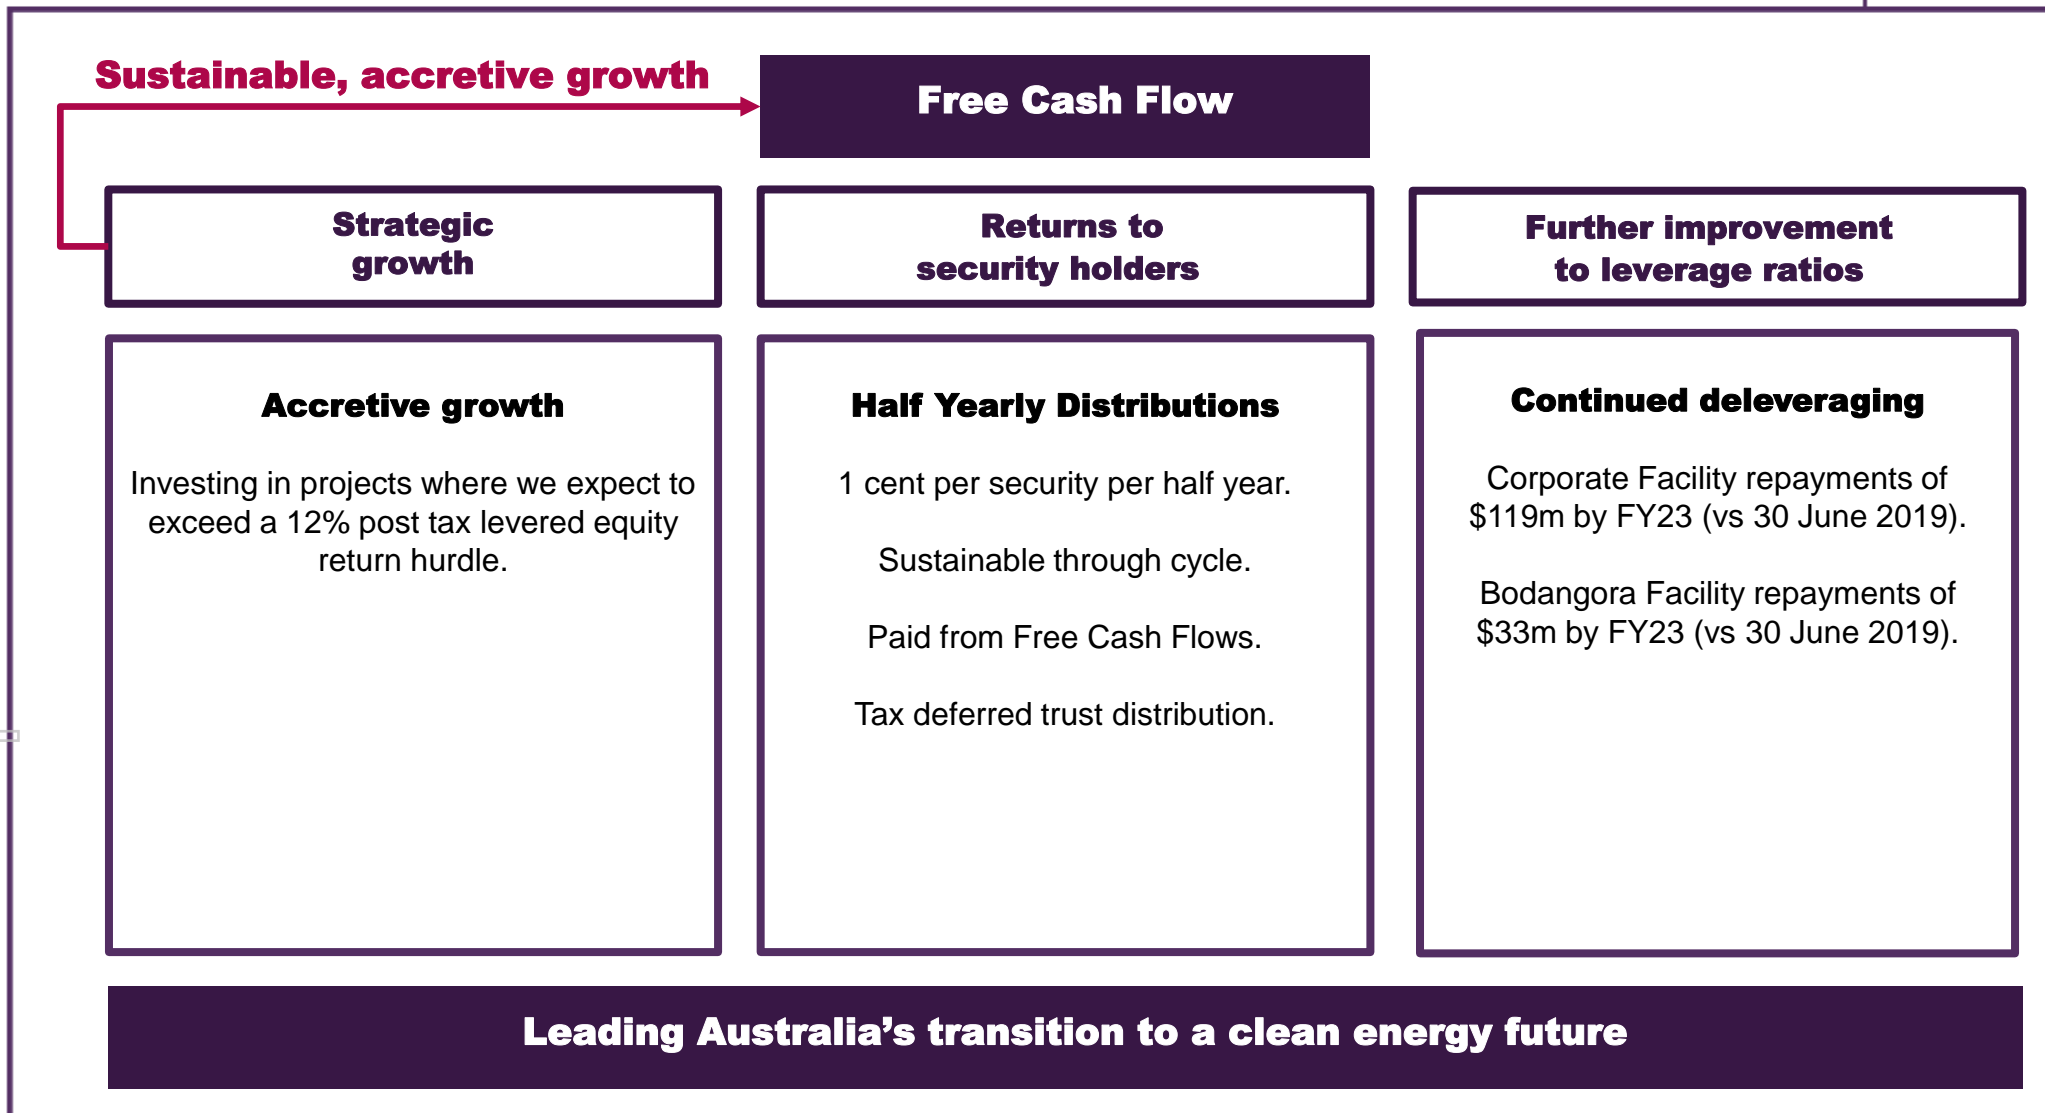 Sustainable, accretive growth
Free Cash Flow
Strategic
growth
Returns to
security holders
Further improvement
to leverage ratios
Accretive growth
Investing in projects where we expect to
exceed a 12% post tax levered equity
return hurdle.
Half Yearly Distributions
1 cent per security per half year.
Sustainable through cycle.
Paid from Free Cash Flows.
Tax deferred trust distribution.
Continued deleveraging
Corporate Facility repayments of
$119m by FY23 (vs 30 June 2019).
Bodangora Facility repayments of
$33m by FY23 (vs 30 June 2019).
Leading Australia’s transition to a clean energy future